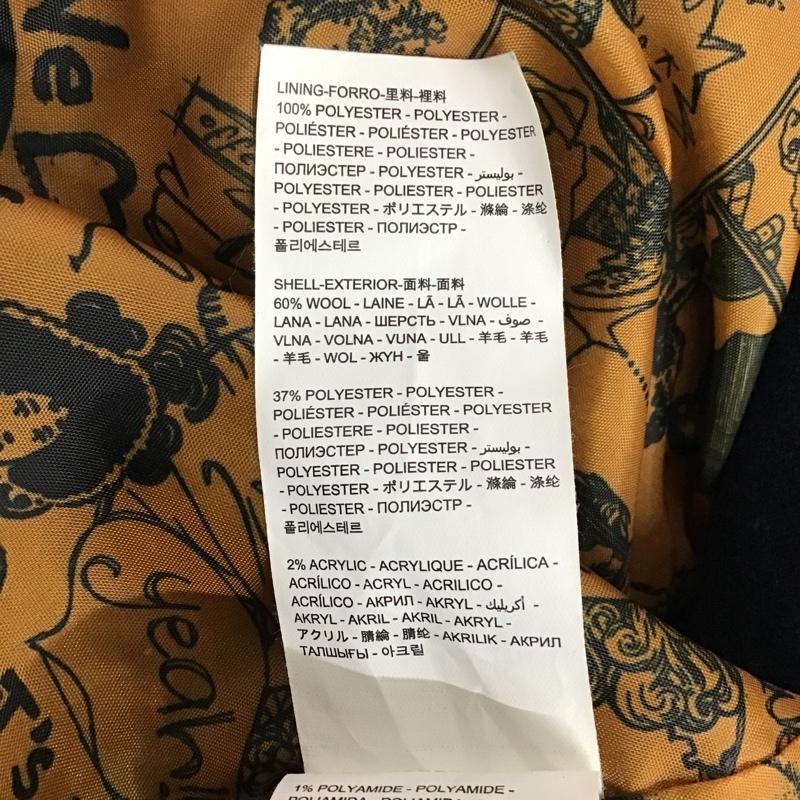 LINING-FORRO-里料-裡料
100% POLYESTER - POLYESTER -
POLIÉSTER - POLIÉSTER - POLYESTER
- POLIESTERE - POLIESTER -
ПОЛИЭСТЕР - POLYESTER - بوليستر -
POLYESTER - POLIESTER - POLIESTER
- POLYESTER - ポリエステル - 滌綸 - 涤纶
- POLIESTER - ПОЛИЭСТР -
폴리에스테르
SHELL-EXTERIOR-面料-面料
60% WOOL - LAINE - LÃ - LÃ - WOLLE -
LANA - LANA - ШЕРСТЬ - VLNA - صوف -
VLNA - VOLNA - VUNA - ULL - 羊毛 - 羊毛
- 羊毛 - WOL - ЖҮН - 울
37% POLYESTER - POLYESTER -
POLIÉSTER - POLIÉSTER - POLYESTER
- POLIESTERE - POLIESTER -
ПОЛИЭСТЕР - POLYESTER - بوليستر -
POLYESTER - POLIESTER - POLIESTER
- POLYESTER - ポリエステル - 滌綸 - 涤纶
- POLIESTER - ПОЛИЭСТР -
폴리에스테르
2% ACRYLIC - ACRYLIQUE - ACRÍLICA -
ACRÍLICO - ACRYL - ACRILICO -
ACRÍLICO - АКРИЛ - AKRYL - أكريليك -
AKRYL - AKRIL - AKRIL - AKRYL -
アクリル - 腈綸 - 腈纶 - AKRILIK - АКРИЛ
ТАЛШЫҒЫ - 아크릴
1% POLYAMIDE - POLYAMIDE -
yeah!